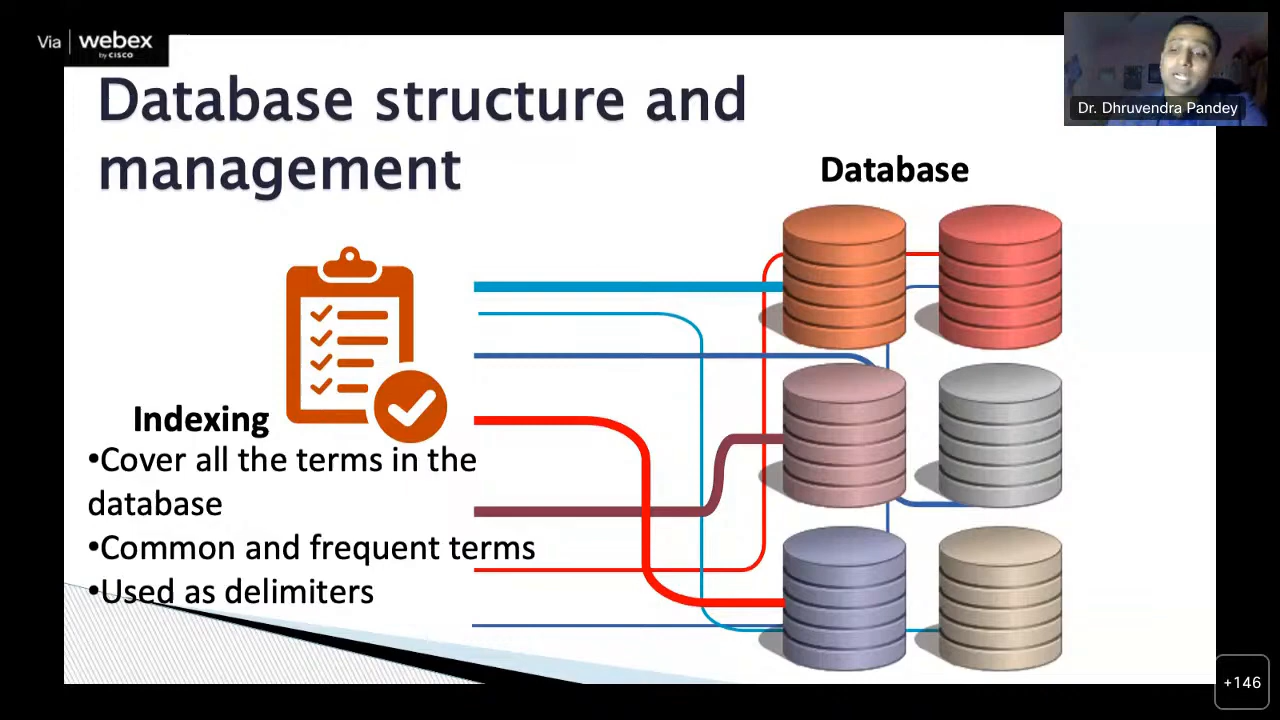 Via webex
by CISCO
Dr. Dhruvendra Pandey
Database structure and
management
Database
Indexing
•Cover all the terms in the
database
•Common and frequent terms
•Used as delimiters
+146